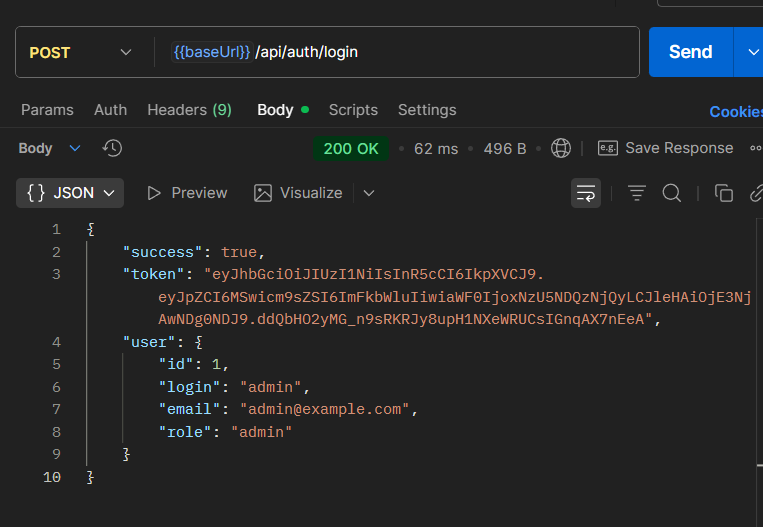 POST {{baseUrl}} /api/auth/login Send
Params Auth Headers (9) Body Scripts Settings Cookies
Body 200 OK • 62 ms • 496 B • e.g. Save Response
{ } JSON Preview Visualize
1 {
2 "success": true,
3 "token": "eyJhbGciOiJIUzI1NiIsInR5cCI6IkpXVCJ9.
eyJpZCI6MSwicm9sZSI6ImFkbWluIiwiaWF0IjoxNzU5NDQzNjQyLCJleHAiOjE3Nj
AwNDg0NDJ9.ddQbHO2yMG_n9sRKRJy8upH1NXeWRUCsIGnqAX7nEeA",
4 "user": {
5 "id": 1,
6 "login": "admin",
7 "email": "admin@example.com",
8 "role": "admin"
9 }
10 }